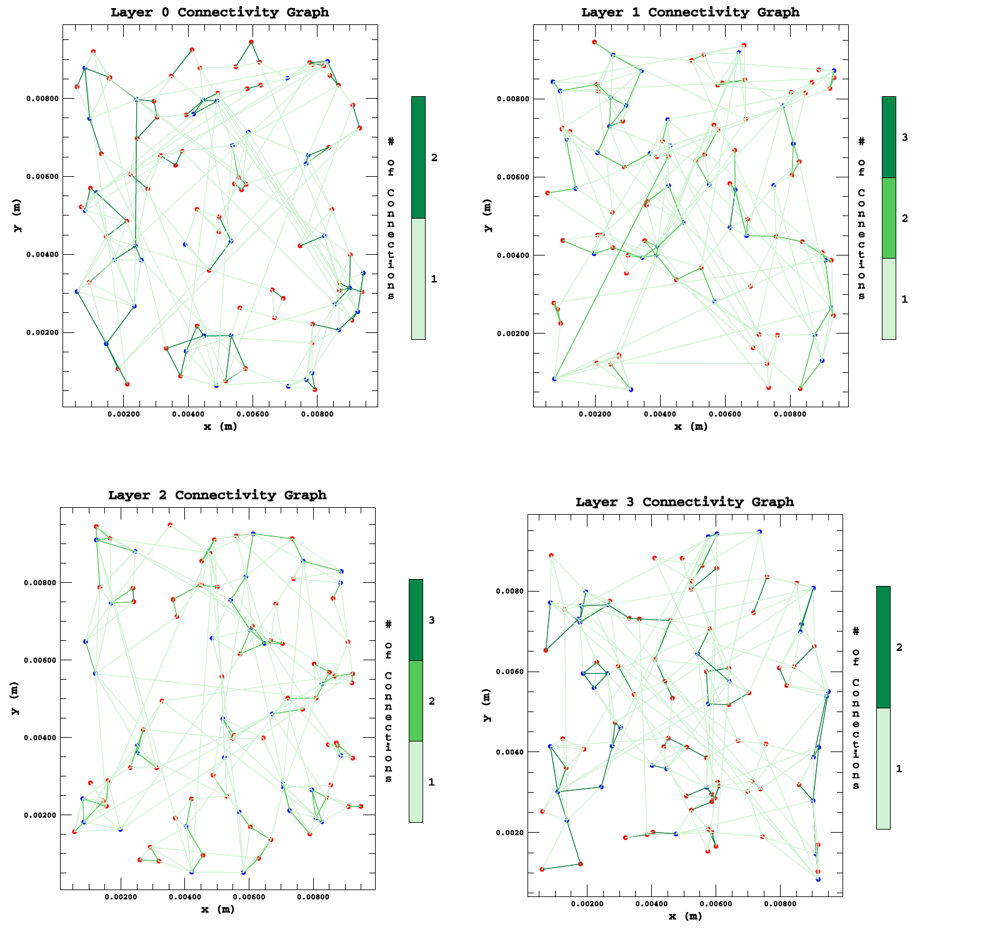 Layer 0 Connectivity Graph
0.00800
0.00600
0.00400
0.00200
y (m)
0.00200 0.00400 0.00600 0.00800
x (m)
# of Connections
2
1
Layer 1 Connectivity Graph
0.00800
0.00600
0.00400
0.00200
y (m)
0.00200 0.00400 0.00600 0.00800
x (m)
# of Connections
3
2
1
Layer 2 Connectivity Graph
0.00800
0.00600
0.00400
0.00200
y (m)
0.00200 0.00400 0.00600 0.00800
x (m)
# of Connections
3
2
1
Layer 3 Connectivity Graph
0.0080
0.0060
0.0040
0.0020
y (m)
0.00200 0.00400 0.00600 0.00800
x (m)
# of Connections
2
1